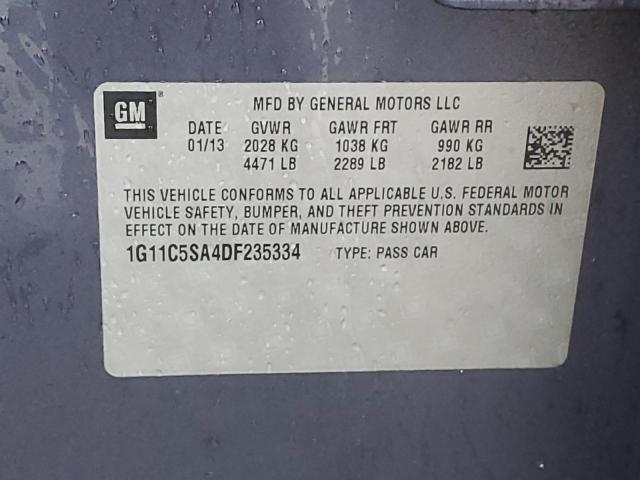 GM ®
MFD BY GENERAL MOTORS LLC
DATE GVWR GAWR FRT GAWR RR
01/13 2028 KG 1038 KG 990 KG
4471 LB 2289 LB 2182 LB
THIS VEHICLE CONFORMS TO ALL APPLICABLE U.S. FEDERAL MOTOR
VEHICLE SAFETY, BUMPER, AND THEFT PREVENTION STANDARDS IN
EFFECT ON THE DATE OF MANUFACTURE SHOWN ABOVE.
1G11C5SA4DF235334 TYPE: PASS CAR